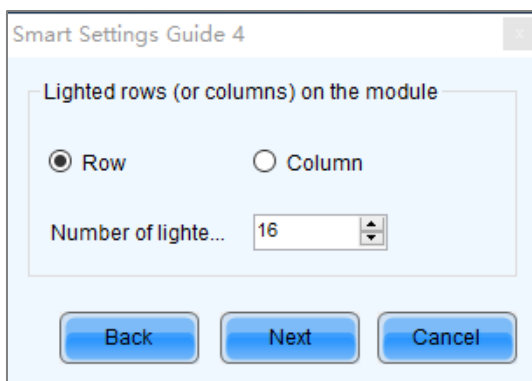 Smart Settings Guide 4
Lighted rows (or columns) on the module
Row Column
Number of lighte... 16
Back Next Cancel